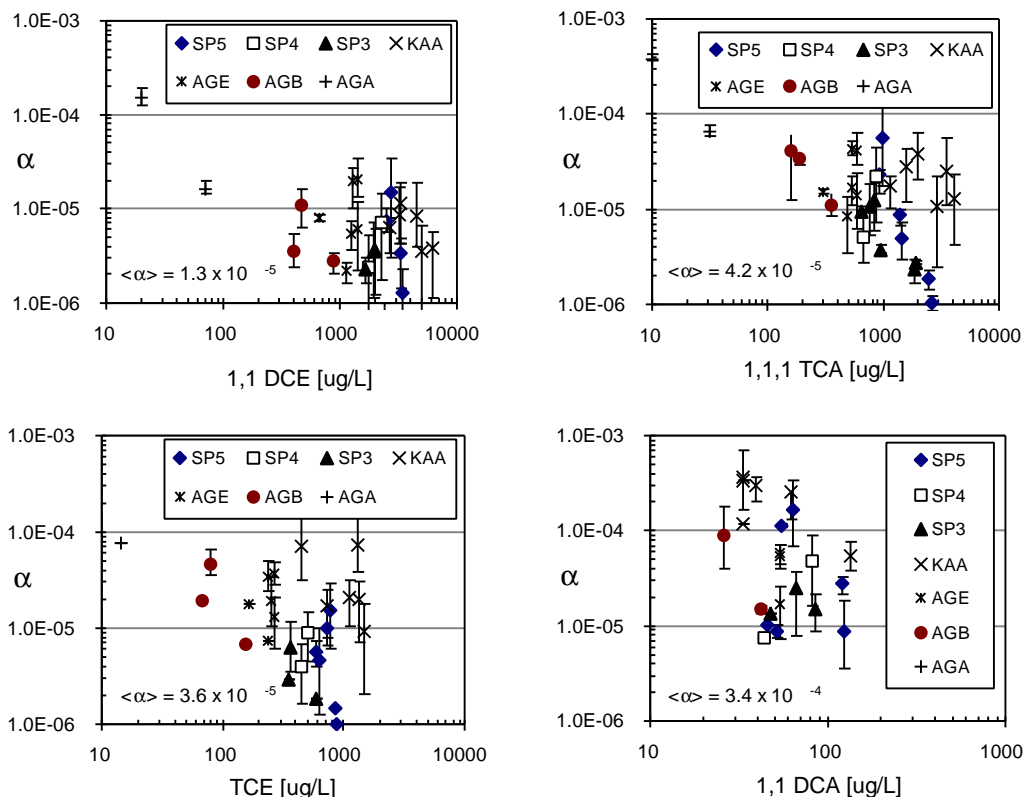 1.0E-03
1.0E-04
1.0E-05
1.0E-06
α
SP5 SP4 SP3 KAA
AGE AGB AGA
<α> = 1.3 x 10 -5
10 100 1000 10000
1,1 DCE [ug/L]
1.0E-03
1.0E-04
1.0E-05
1.0E-06
α
SP5 SP4 SP3 KAA
AGE AGB AGA
<α> = 4.2 x 10 -5
10 100 1000 10000
1,1,1 TCA [ug/L]
1.0E-03
1.0E-04
1.0E-05
1.0E-06
α
SP5 SP4 SP3 KAA
AGE AGB AGA
<α> = 3.6 x 10 -5
10 100 1000 10000
TCE [ug/L]
1.0E-03
1.0E-04
1.0E-05
1.0E-06
α
SP5
SP4
SP3
KAA
AGE
AGB
AGA
<α> = 3.4 x 10 -4
10 100 1000
1,1 DCA [ug/L]